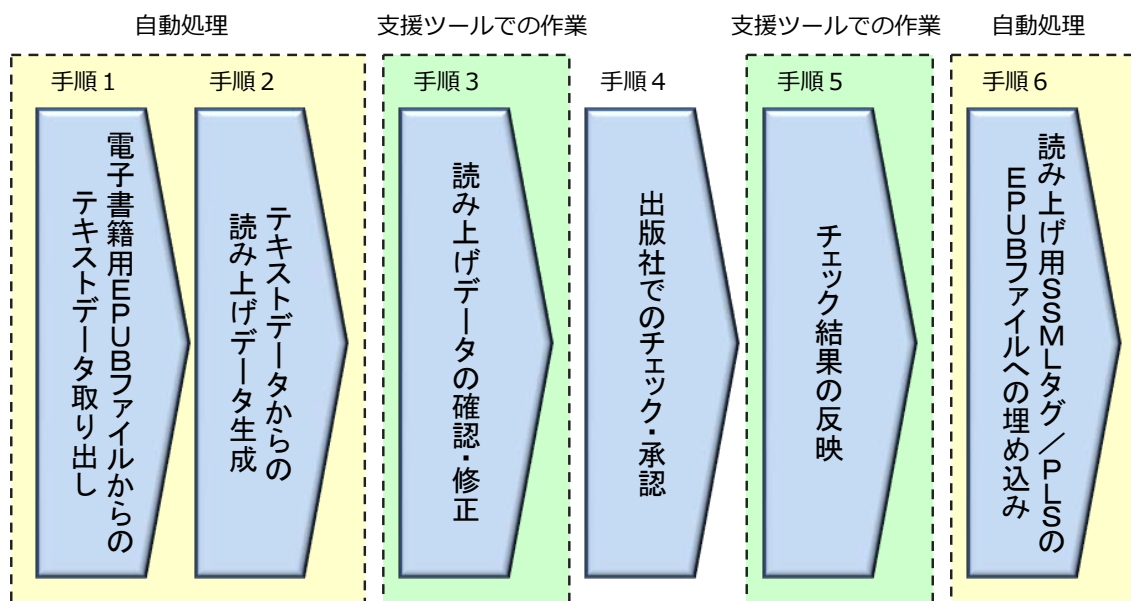 自動処理
支援ツールでの作業
支援ツールでの作業
自動処理
手順1
手順2
手順3
手順4
手順5
手順6
電子書籍用EPUBファイルからの
テキストデータ取り出し
テキストデータからの
読み上げデータ生成
読み上げデータの確認・修正
出版社でのチェック・承認
チェック結果の反映
読み上げ用SSMLタグ/PLSの
EPUBファイルへの埋め込み